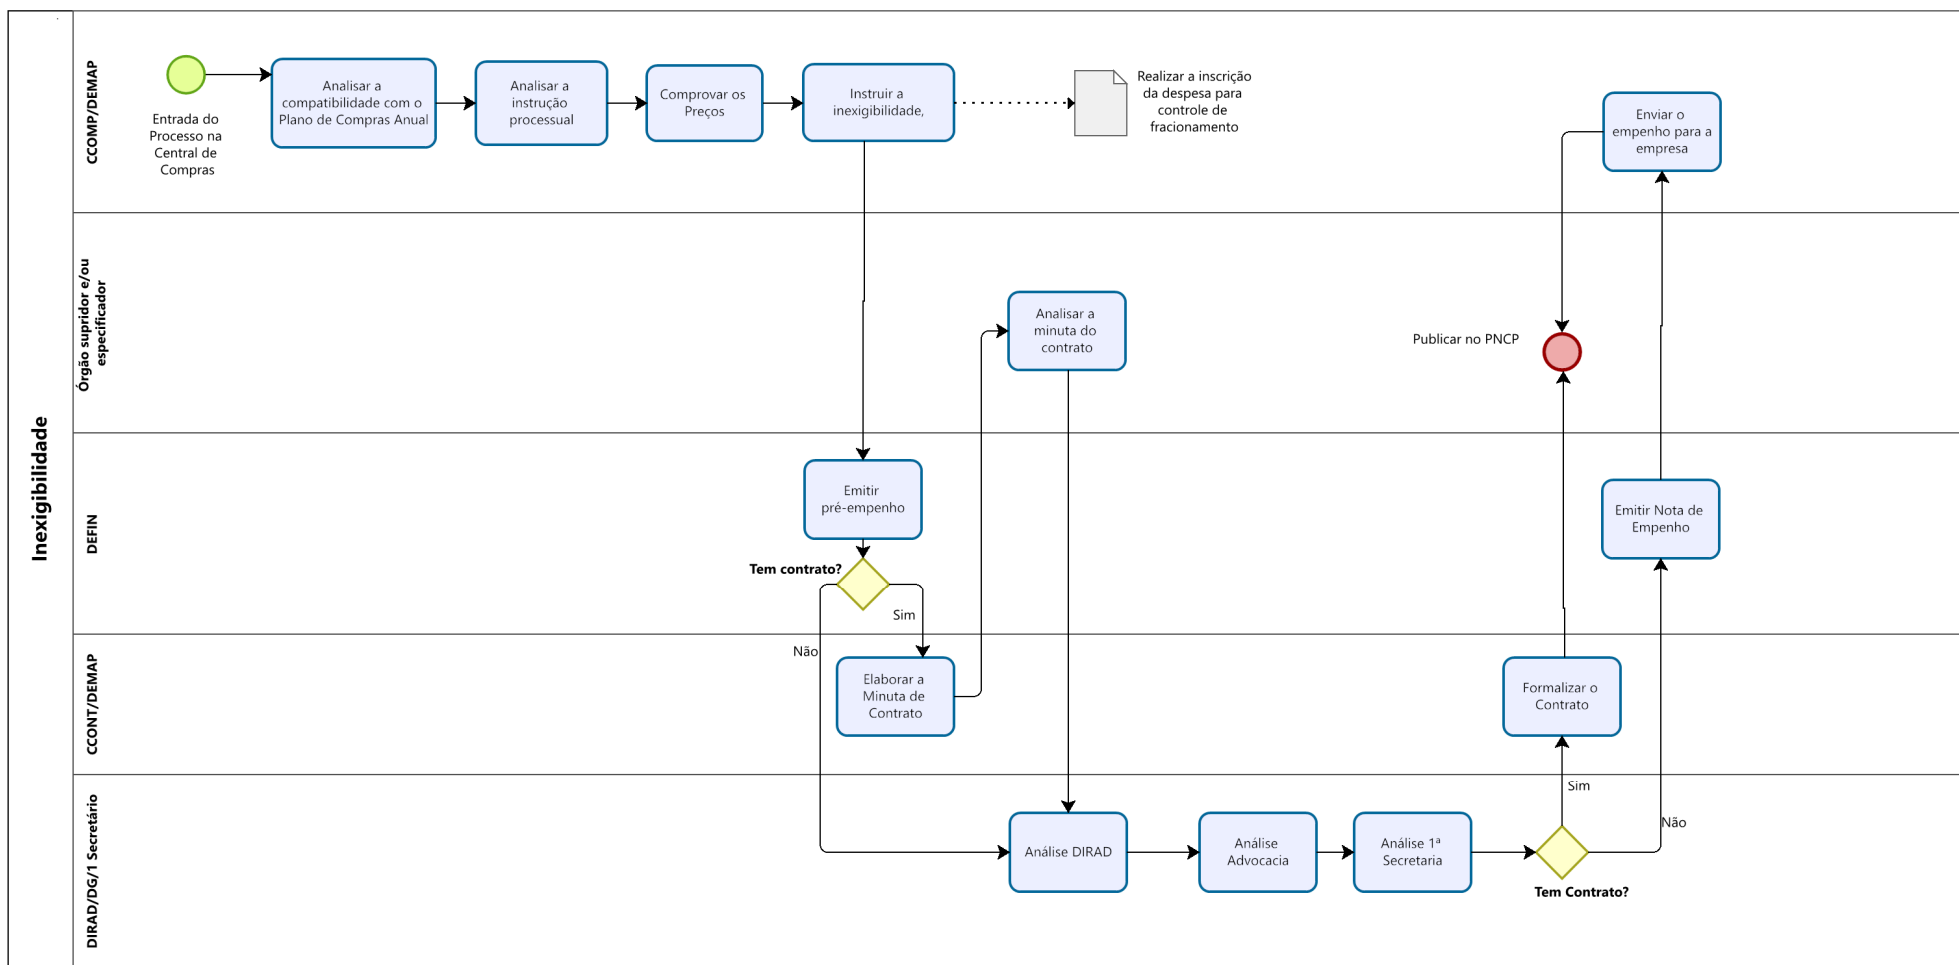 Inexigibilidade
CCOMP/DEMAP
Entrada do
Processo na
Central de
Compras
Analisar a
compatibilidade com o
Plano de Compras Anual
Analisar a
instrução
processual
Comprovar os
Preços
Instruir a
inexigibilidade,
Realizar a inscrição
da despesa para
controle de
fracionamento
Enviar o
empenho para a
empresa
Órgão supridor e/ou
especificador
Analisar a
minuta do
contrato
Publicar no PNCP
DEFIN
Emitir
pré-empenho
Tem contrato?
Sim
Não
Emitir Nota de
Empenho
CCONT/DEMAP
Elaborar a
Minuta de
Contrato
Formalizar o
Contrato
DIRAD/DG/1 Secretário
Análise DIRAD
Análise
Advocacia
Análise 1ª
Secretaria
Sim
Não
Tem Contrato?